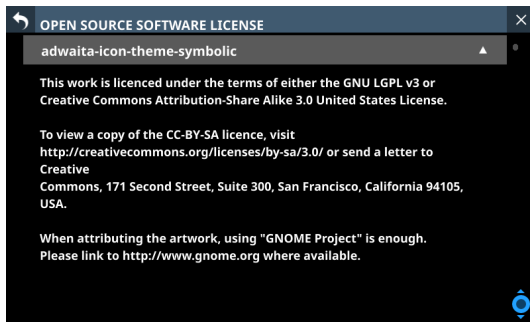 OPEN SOURCE SOFTWARE LICENSE
adwaita-icon-theme-symbolic
This work is licenced under the terms of either the GNU LGPL v3 or
Creative Commons Attribution-Share Alike 3.0 United States License.
To view a copy of the CC-BY-SA licence, visit
http://creativecommons.org/licenses/by-sa/3.0/ or send a letter to
Creative
Commons, 171 Second Street, Suite 300, San Francisco, California 94105,
USA.
When attributing the artwork, using "GNOME Project" is enough.
Please link to http://www.gnome.org where available.